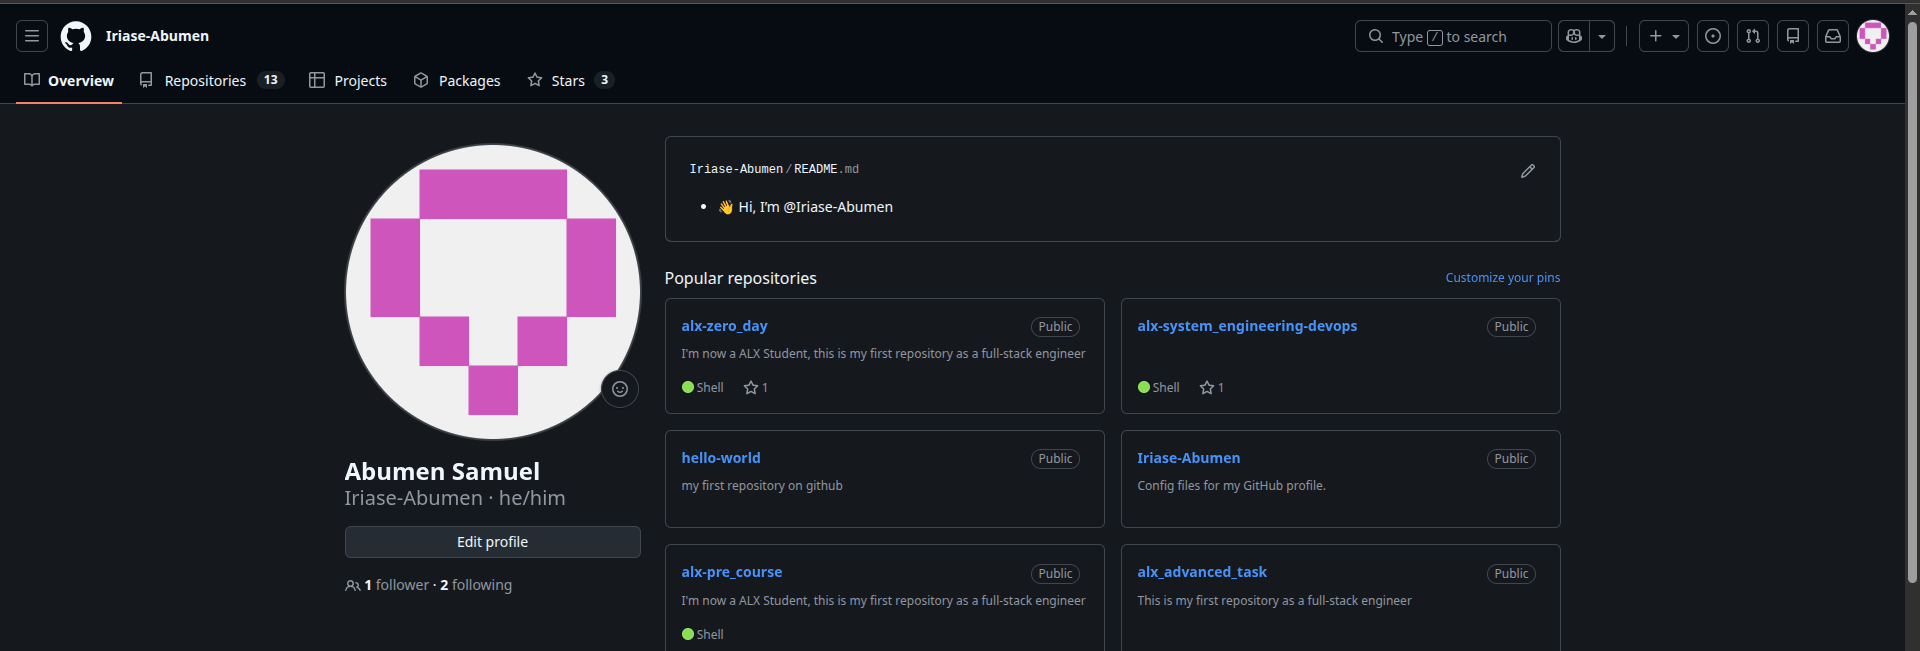 Iriase-Abumen
Type / to search
Overview
Repositories 13
Projects
Packages
Stars 3
Iriase-Abumen/README.md
👋 Hi, I'm @Iriase-Abumen
Popular repositories
Customize your pins
alx-zero_day
Public
I'm now a ALX Student, this is my first repository as a full-stack engineer
Shell
1
alx-system_engineering-devops
Public
Shell
1
hello-world
Public
my first repository on github
Iriase-Abumen
Public
Config files for my GitHub profile.
alx-pre_course
Public
I'm now a ALX Student, this is my first repository as a full-stack engineer
Shell
alx_advanced_task
Public
This is my first repository as a full-stack engineer
Abumen Samuel
Iriase-Abumen · he/him
Edit profile
1 follower · 2 following